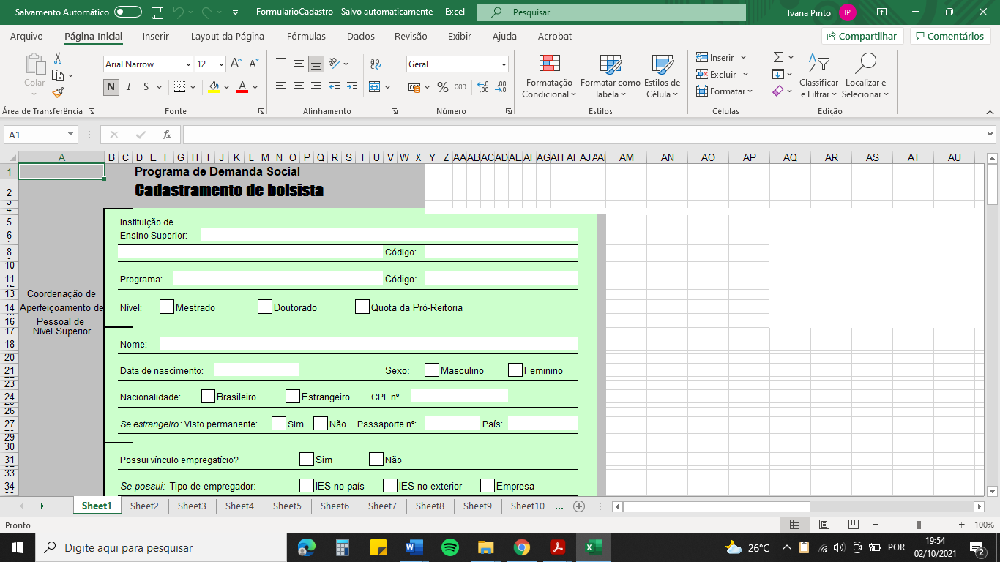 Salvamento Automático
FormularioCadastro - Salvo automaticamente - Excel
Pesquisar
Ivana Pinto
IP
Arquivo Página Inicial Inserir Layout da Página Fórmulas Dados Revisão Exibir Ajuda Acrobat
Compartilhar Comentários
Colar
Área de Transferência
Arial Narrow 12
N I S
Fonte
Alinhamento
Geral
% 000
Número
Formatação Condicional
Formatar como Tabela
Estilos de Célula
Estilos
Inserir
Excluir
Formatar
Células
Classificar e Filtrar
Localizar e Selecionar
Edição
A1
fx
A B C D E F G H I J K L M N O P Q R S T U V W X Y Z AA AB AC AD AE AF AG AH AI AJ AM AN AO AP AQ AR AS AT AU
1 Programa de Demanda Social
2 Cadastramento de bolsista
3
4
5 Instituição de
6 Ensino Superior:
8 Código:
10
11 Programa: Código:
13 Coordenação de
14 Aperfeiçoamento de Nível: Mestrado Doutorado Quota da Pró-Reitoria
16 Pessoal de
17 Nível Superior
18 Nome:
20
21 Data de nascimento: Sexo: Masculino Feminino
23
24 Nacionalidade: Brasileiro Estrangeiro CPF nº
26
27 Se estrangeiro: Visto permanente: Sim Não Passaporte nº: País:
29
30
31 Possui vínculo empregatício? Sim Não
33
34 Se possui: Tipo de empregador: IES no país IES no exterior Empresa
Sheet1 Sheet2 Sheet3 Sheet4 Sheet5 Sheet6 Sheet7 Sheet8 Sheet9 Sheet10 ...
Pronto
100%
Digite aqui para pesquisar
26°C
POR
19:54
02/10/2021
2